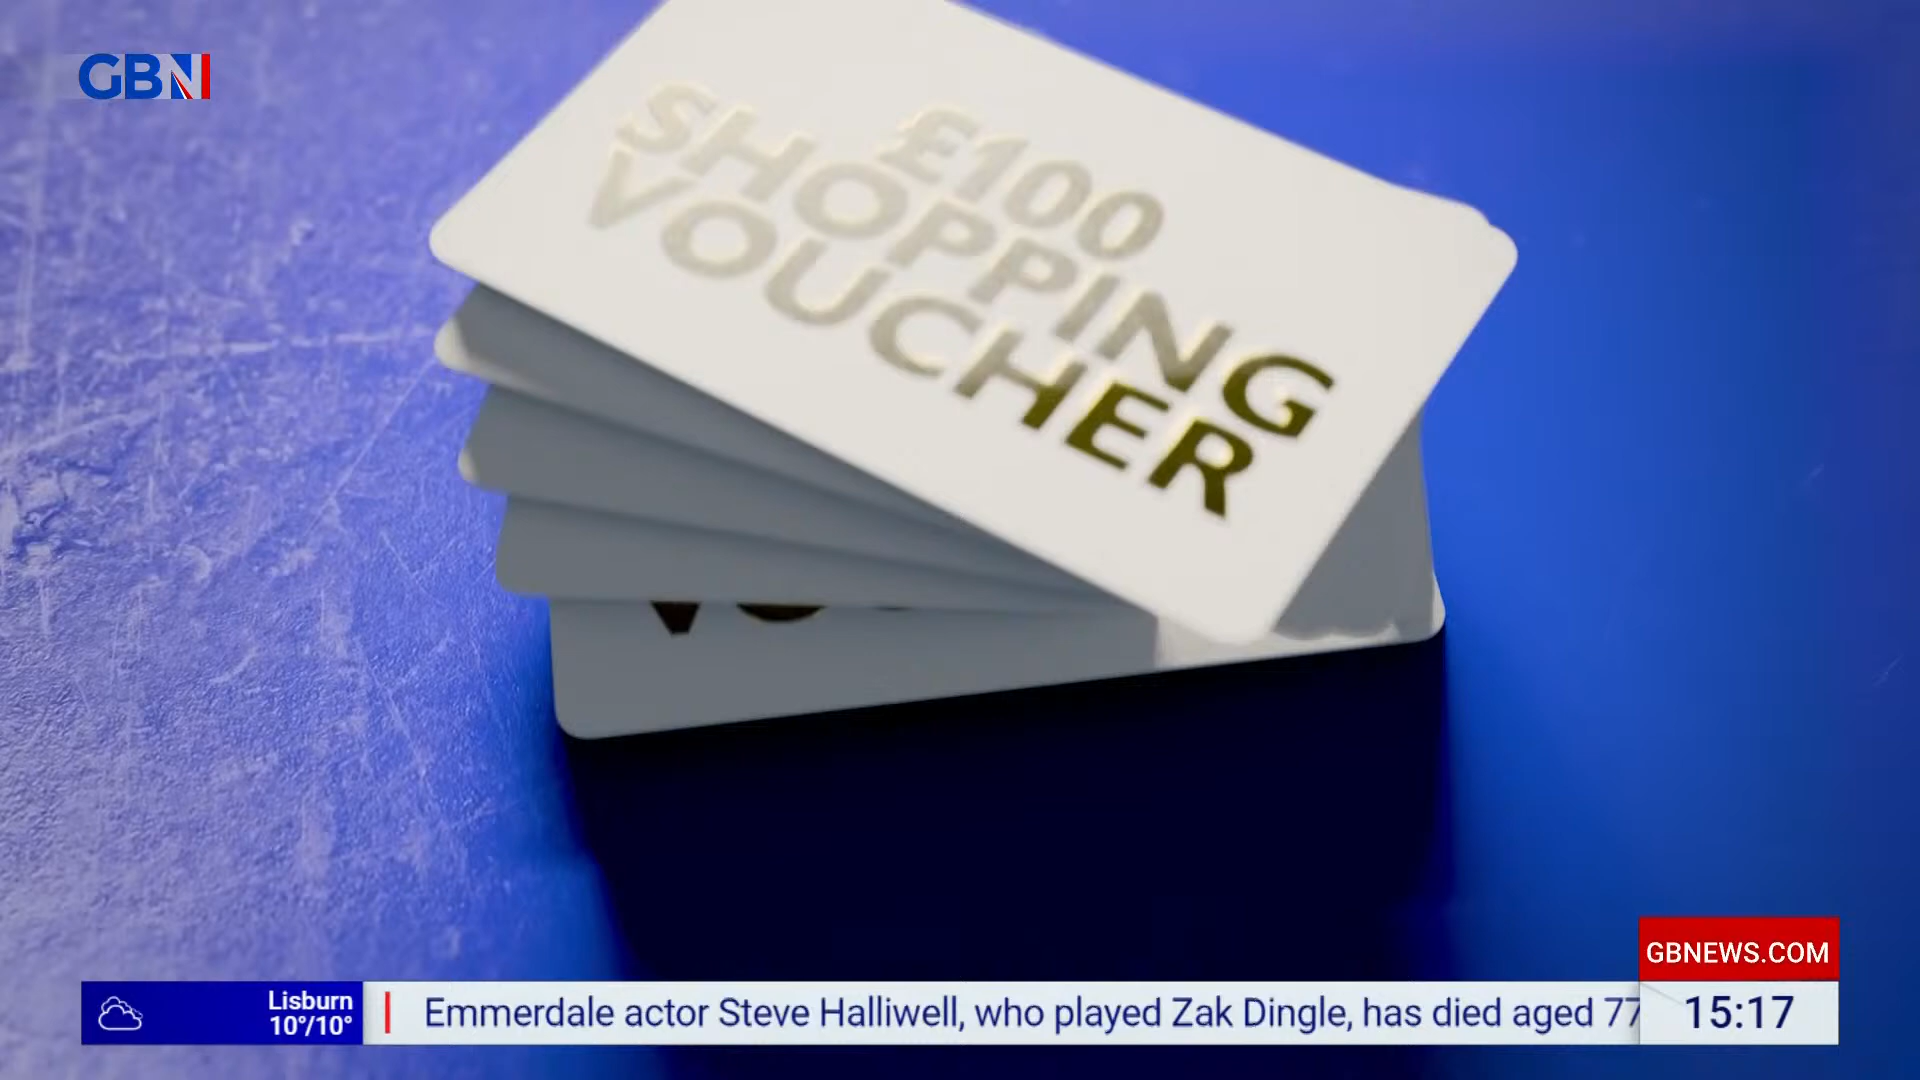 GBN
£100
SHOPPING
VOUCHER
GBNEWS.COM
Lisburn
10°/10°
Emmerdale actor Steve Halliwell, who played Zak Dingle, has died aged 77
15:17